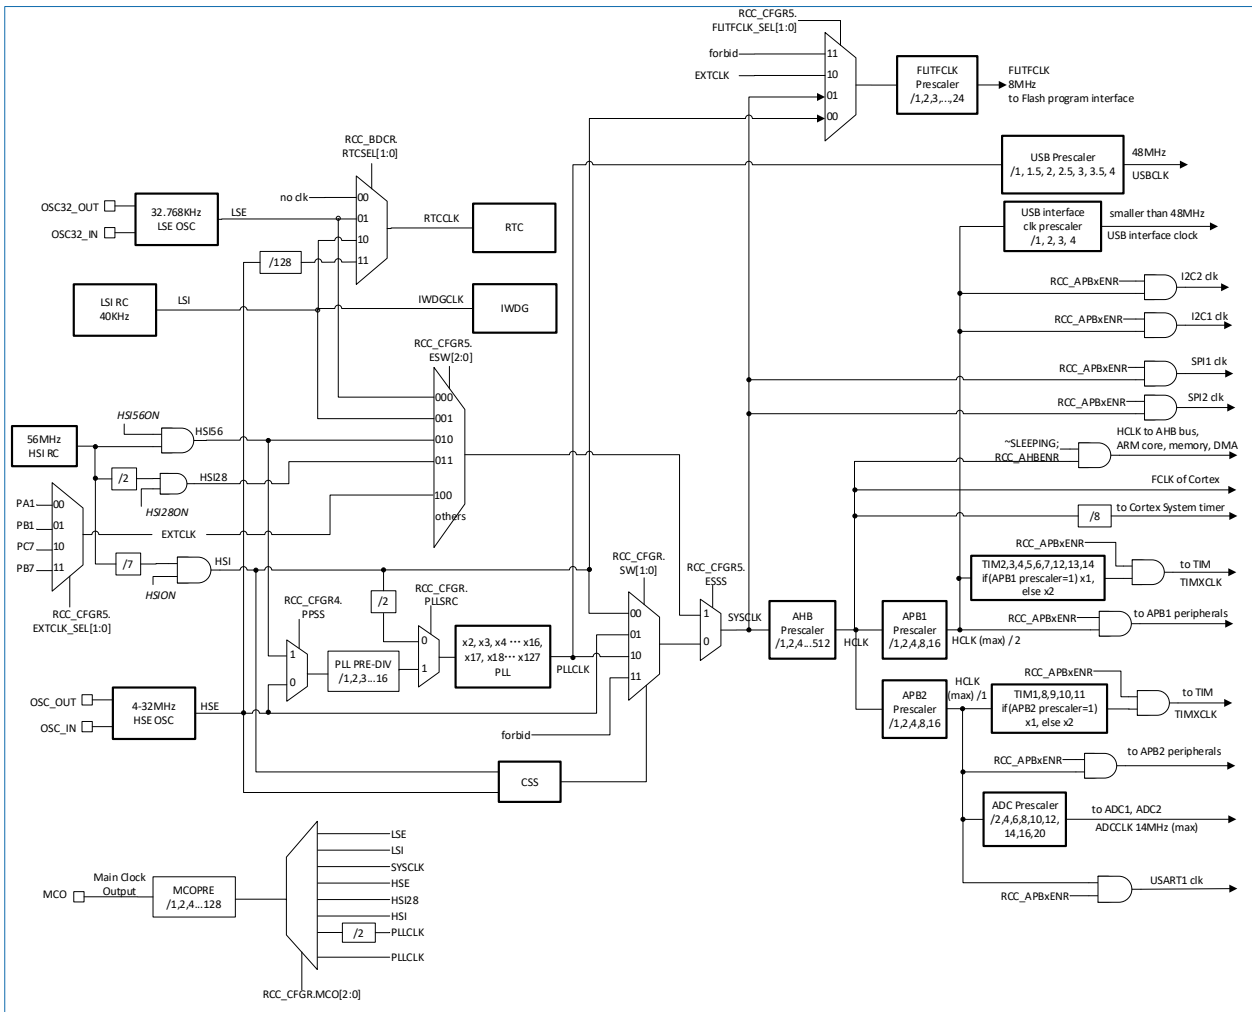 RCC_CFGR5.
FLITFCLK_SEL[1:0]
forbid
11
EXTCLK
10
01
00
FLITFCLK
Prescaler
/1,2,3,...,24
FLITFCLK
8MHz
to Flash program interface
RCC_BDCR.
RTCSEL[1:0]
USB Prescaler
/1, 1.5, 2, 2.5, 3, 3.5, 4
48MHz
USBCLK
OSC32_OUT
OSC32_IN
32.768KHz
LSE OSC
LSE
no clk
00
01
10
11
/128
RTCCLK
RTC
USB interface
clk prescaler
/1, 2, 3, 4
smaller than 48MHz
USB interface clock
LSI RC
40KHz
LSI
IWDGCLK
IWDG
RCC_APBxENR
I2C2 clk
RCC_APBxENR
I2C1 clk
RCC_CFGR5.
ESW[2:0]
000
001
010
011
100
others
RCC_APBxENR
SPI1 clk
RCC_APBxENR
SPI2 clk
HSI56ON
56MHz
HSI RC
HSI56
/2
HSI28
HSI28ON
~SLEEPING;
RCC_AHBENR
HCLK to AHB bus,
ARM core, memory, DMA
FCLK of Cortex
/8
to Cortex System timer
PA1
00
PB1
01
PC7
10
PB7
11
EXTCLK
/7
HSI
HSION
RCC_CFGR5.
EXTCLK_SEL[1:0]
RCC_CFGR4.
PPSS
1
0
/2
RCC_CFGR.
PLLSRC
0
1
PLL PRE-DIV
/1,2,3...16
x2, x3, x4 ··· x16,
x17, x18··· x127
PLL
PLLCLK
RCC_CFGR.
SW[1:0]
00
01
10
11
forbid
RCC_CFGR5.
ESSS
1
0
SYSCLK
AHB
Prescaler
/1,2,4...512
HCLK
APB1
Prescaler
/1,2,4,8,16
HCLK (max) / 2
RCC_APBxENR
TIM2,3,4,5,6,7,12,13,14
if(APB1 prescaler=1) x1,
else x2
to TIM
TIMXCLK
RCC_APBxENR
to APB1 peripherals
APB2
Prescaler
/1,2,4,8,16
HCLK
(max) /1
RCC_APBxENR
TIM1,8,9,10,11
if(APB2 prescaler=1)
x1, else x2
to TIM
TIMXCLK
OSC_OUT
OSC_IN
4-32MHz
HSE OSC
HSE
CSS
RCC_APBxENR
to APB2 peripherals
ADC Prescaler
/2,4,6,8,10,12,
14,16,20
to ADC1, ADC2
ADCCLK 14MHz (max)
RCC_APBxENR
USART1 clk
MCO
Main Clock
Output
MCOPRE
/1,2,4...128
LSE
LSI
SYSCLK
HSE
HSI28
HSI
/2
PLLCLK
PLLCLK
RCC_CFGR.MCO[2:0]